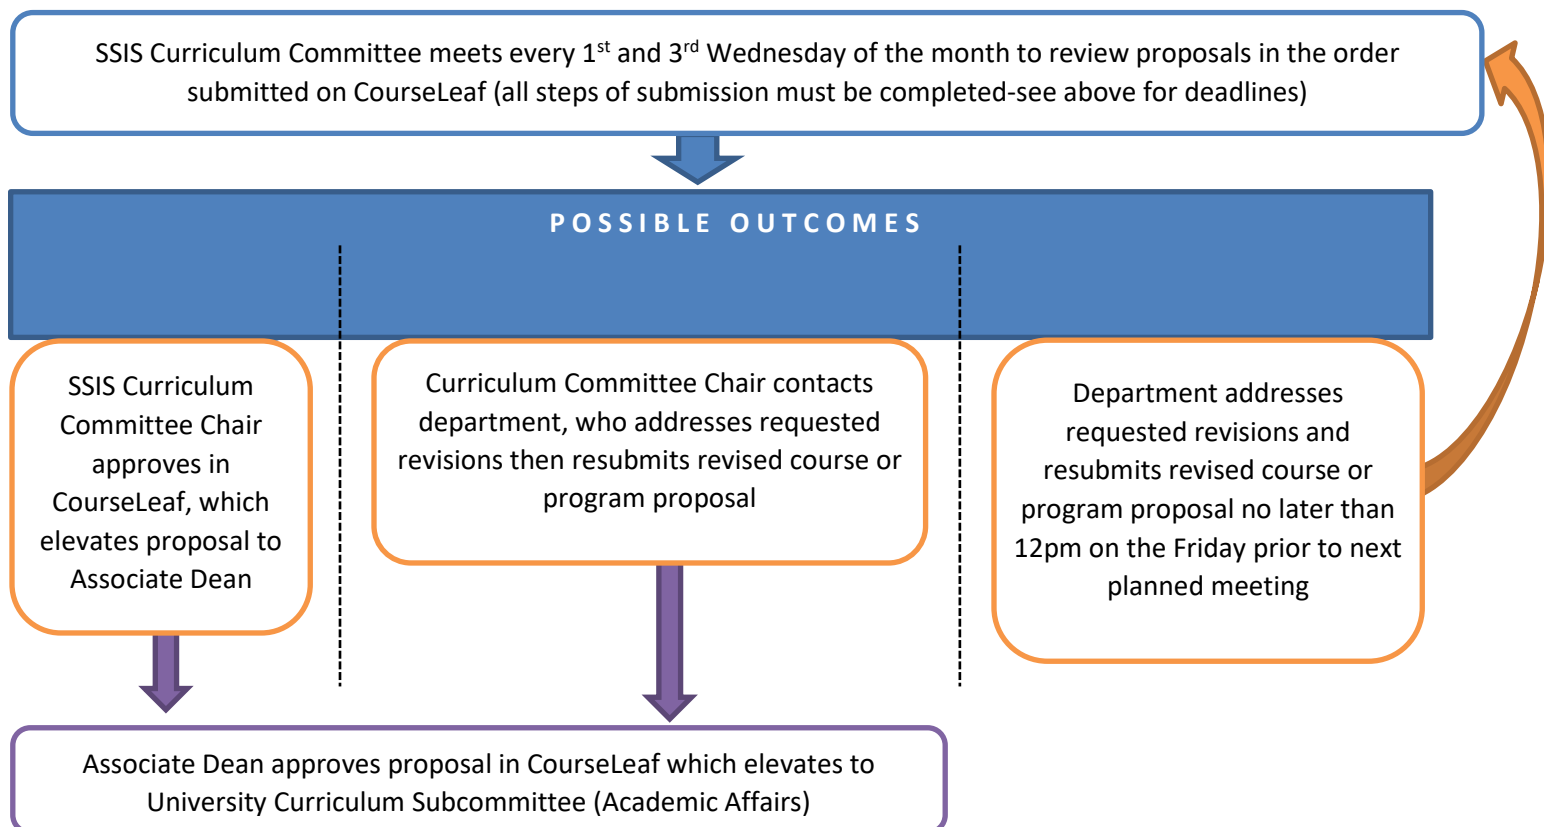 SSIS Curriculum Committee meets every 1st and 3rd Wednesday of the month to review proposals in the order
submitted on CourseLeaf (all steps of submission must be completed-see above for deadlines)
POSSIBLE OUTCOMES
SSIS Curriculum
Committee Chair
approves in
CourseLeaf, which
elevates proposal to
Associate Dean
Curriculum Committee Chair contacts
department, who addresses requested
revisions then resubmits revised course or
program proposal
Department addresses
requested revisions and
resubmits revised course or
program proposal no later than
12pm on the Friday prior to next
planned meeting
Associate Dean approves proposal in CourseLeaf which elevates to
University Curriculum Subcommittee (Academic Affairs)